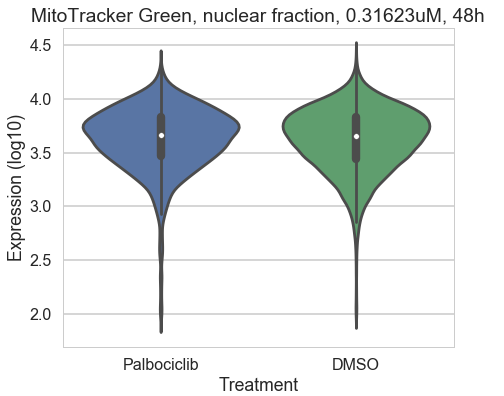 MitoTracker Green, nuclear fraction, 0.31623uM, 48h
4.5
4.0
3.5
3.0
2.5
2.0
Expression (log10)
Palbociclib DMSO
Treatment